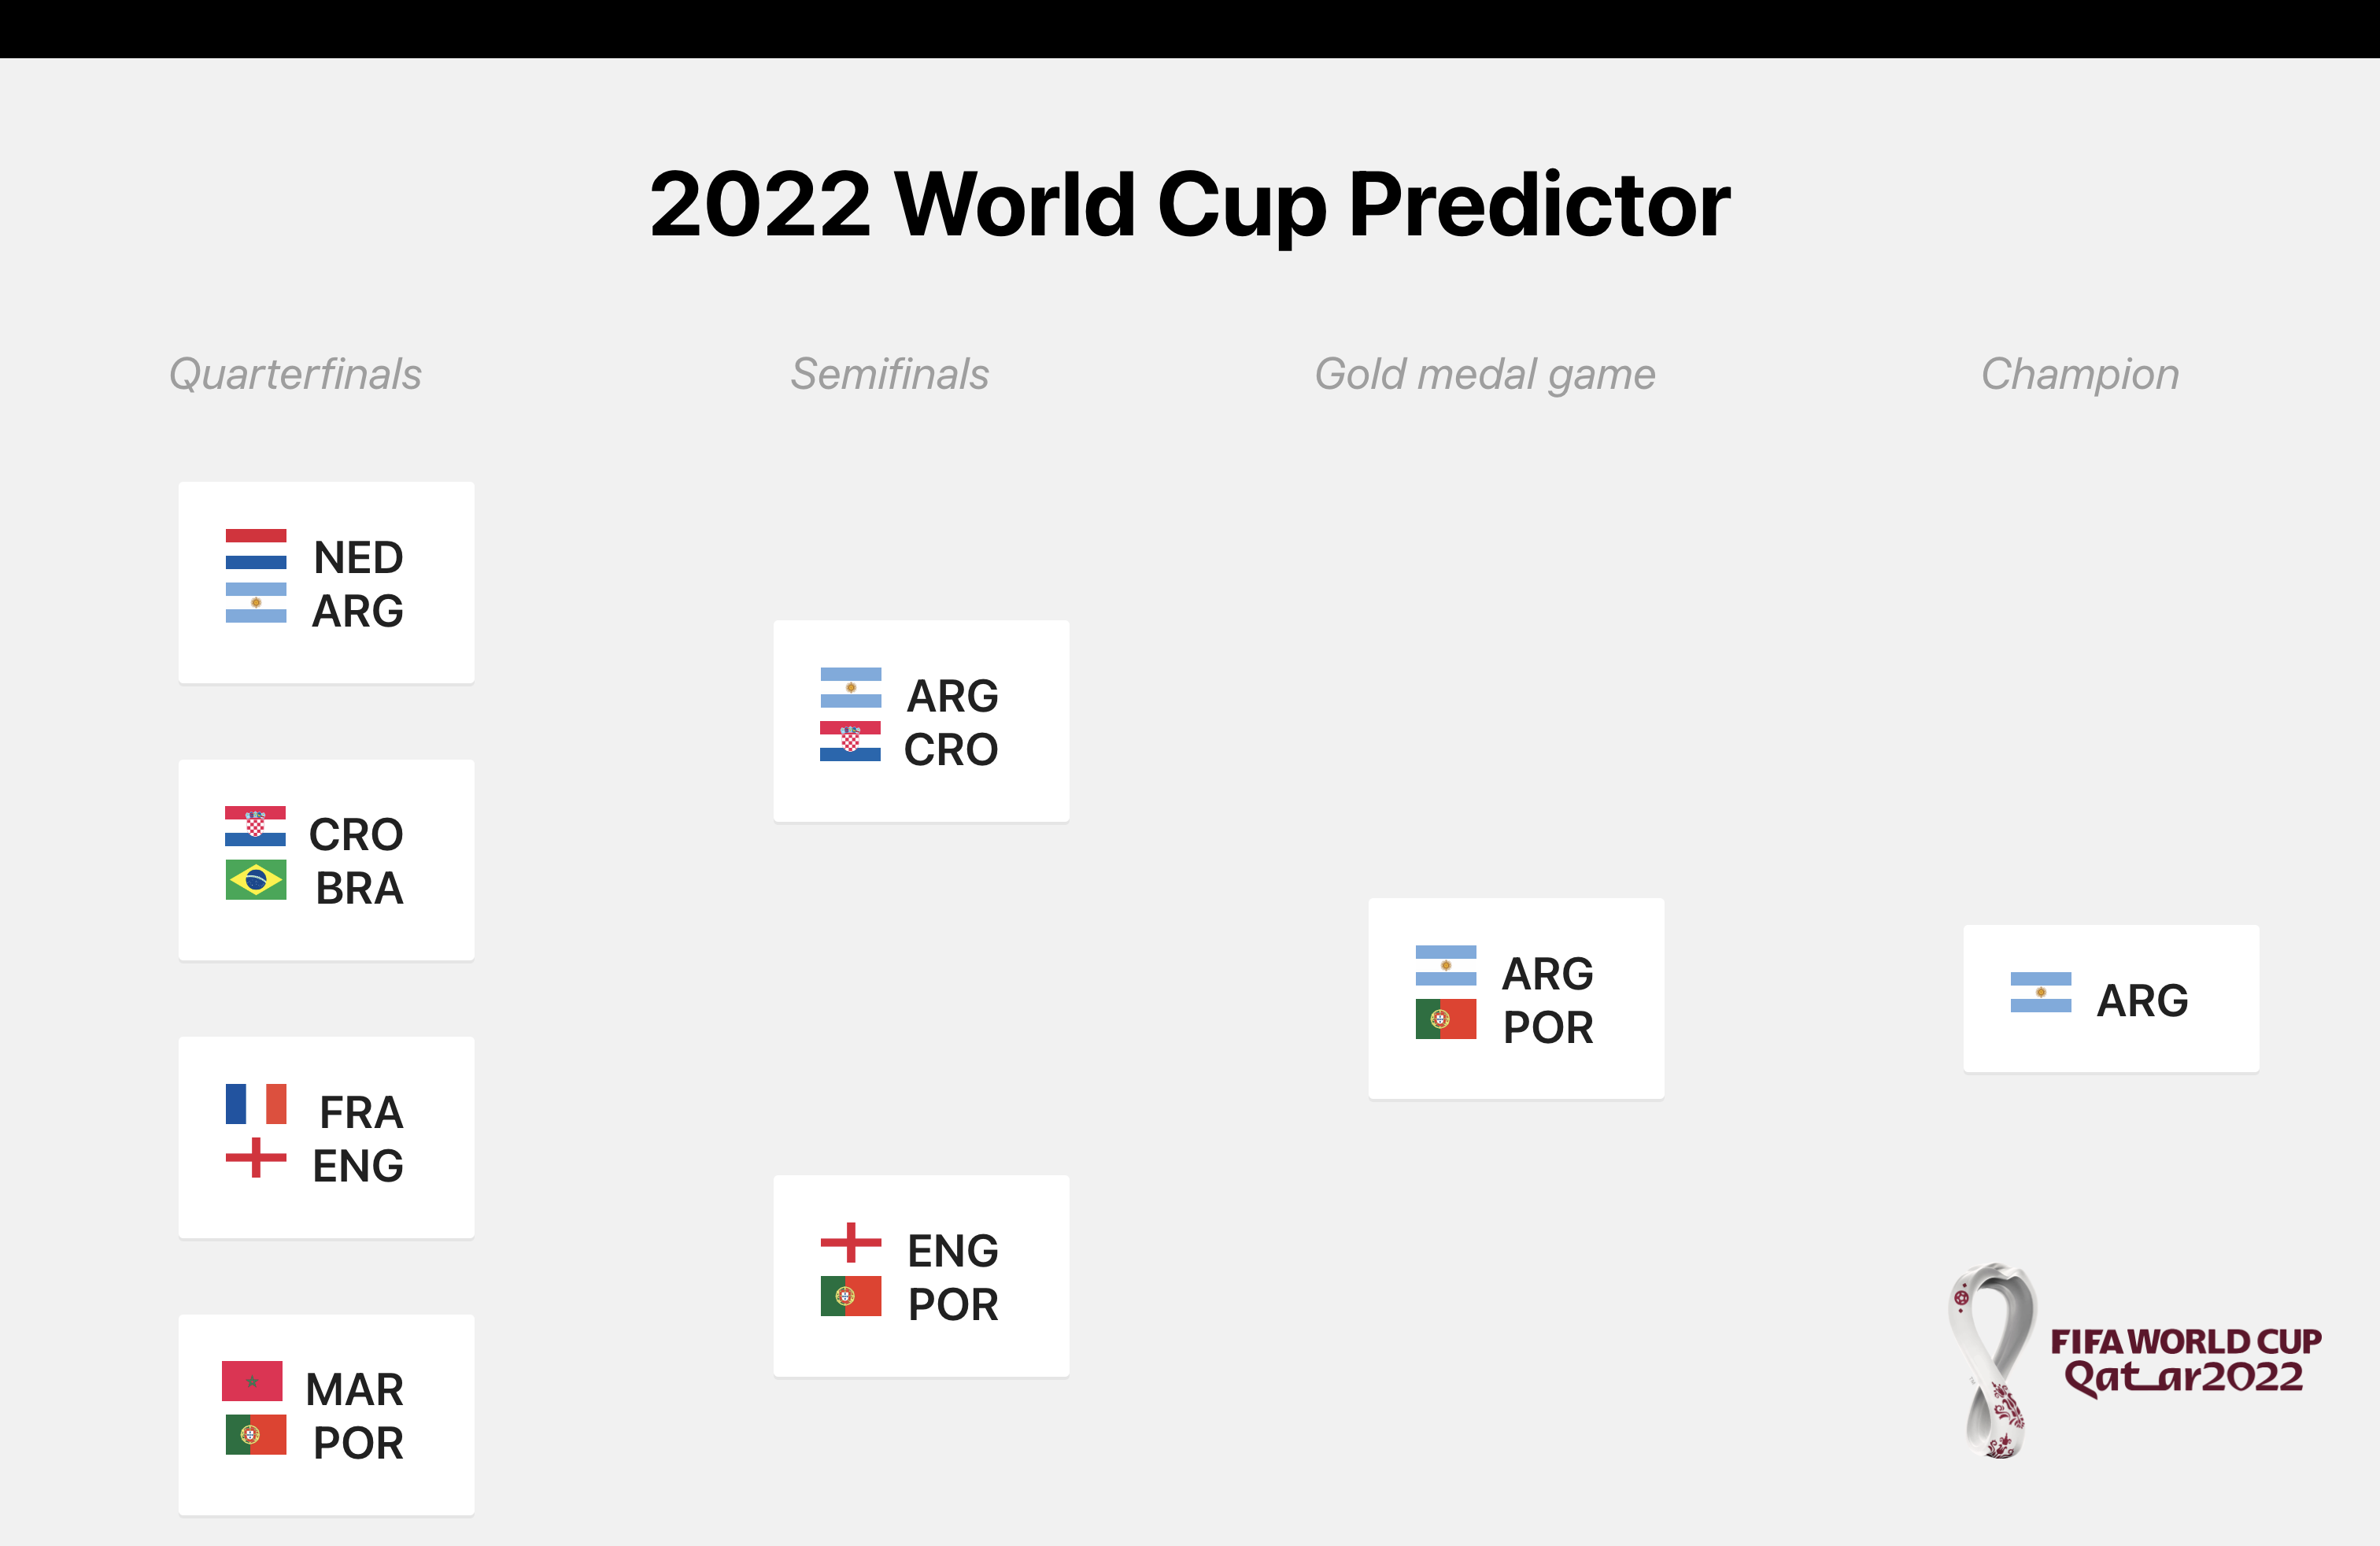 2022 World Cup Predictor
Quarterfinals
Semifinals
Gold medal game
Champion
NED
ARG
CRO
BRA
FRA
ENG
MAR
POR
ARG
CRO
ENG
POR
ARG
POR
ARG
FIFA WORLD CUP
Qatar2022